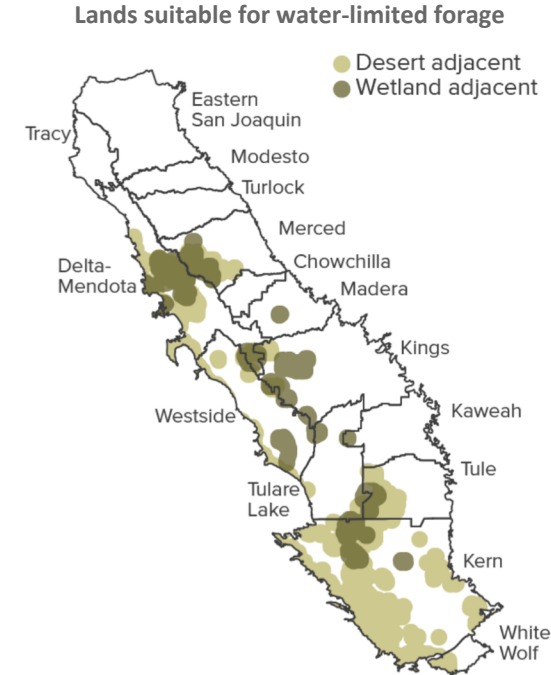 Lands suitable for water-limited forage
Desert adjacent
Wetland adjacent
Eastern
San Joaquin
Tracy
Modesto
Turlock
Merced
Delta-
Mendota
Chowchilla
Madera
Kings
Westside
Kaweah
Tule
Tulare
Lake
Kern
White
Wolf